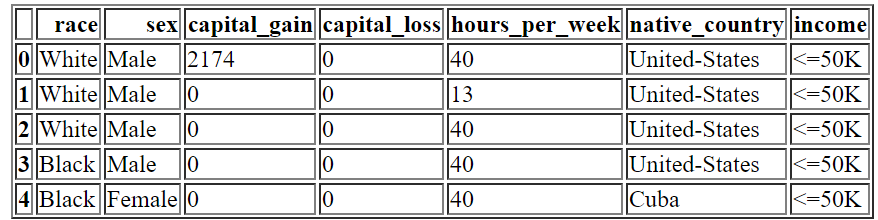 race sex capital_gain capital_loss hours_per_week native_country income
0 White Male 2174 0 40 United-States <=50K
1 White Male 0 0 13 United-States <=50K
2 White Male 0 0 40 United-States <=50K
3 Black Male 0 0 40 United-States <=50K
4 Black Female 0 0 40 Cuba <=50K